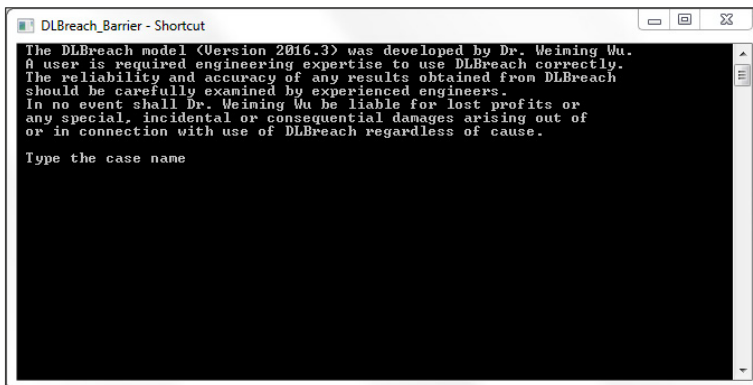 DLBreach_Barrier - Shortcut
The DLBreach model (Version 2016.3) was developed by Dr. Weiming Wu.
A user is required engineering expertise to use DLBreach correctly.
The reliability and accuracy of any results obtained from DLBreach
should be carefully examined by experienced engineers.
In no event shall Dr. Weiming Wu be liable for lost profits or
any special, incidental or consequential damages arising out of
or in connection with use of DLBreach regardless of cause.
Type the case name